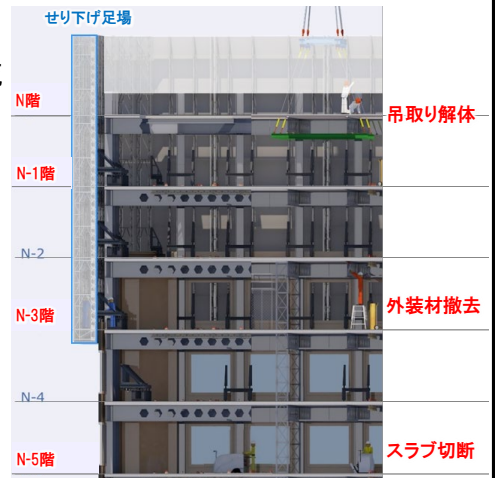 せり下げ足場
N階
吊取り解体
N-1階
N-2
N-3階
外装材撤去
N-4
N-5階
スラブ切断